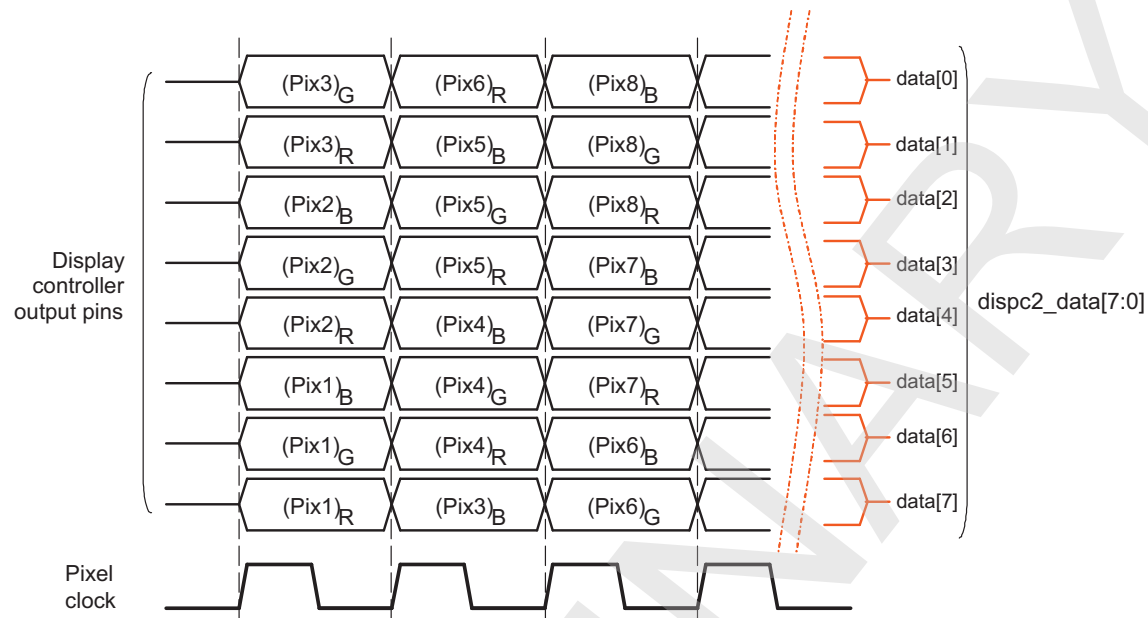 (Pix3)G (Pix6)R (Pix8)B data[0]
(Pix3)R (Pix5)B (Pix8)G data[1]
(Pix2)B (Pix5)G (Pix8)R data[2]
(Pix2)G (Pix5)R (Pix7)B data[3]
(Pix2)R (Pix4)B (Pix7)G data[4]
(Pix1)B (Pix4)G (Pix7)R data[5]
(Pix1)G (Pix4)R (Pix6)B data[6]
(Pix1)R (Pix3)B (Pix6)G data[7]
Display
controller
output pins
dispc2_data[7:0]
Pixel
clock